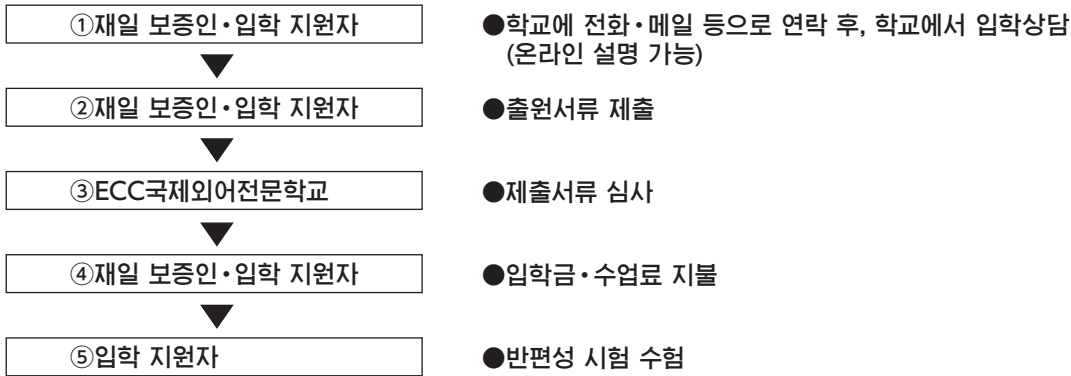 ①재일 보증인•입학 지원자
●학교에 전화•메일 등으로 연락 후, 학교에서 입학상담
(온라인 설명 가능)
②재일 보증인•입학 지원자
●출원서류 제출
③ECC국제외어전문학교
●제출서류 심사
④재일 보증인•입학 지원자
●입학금•수업료 지불
⑤입학 지원자
●반편성 시험 수험